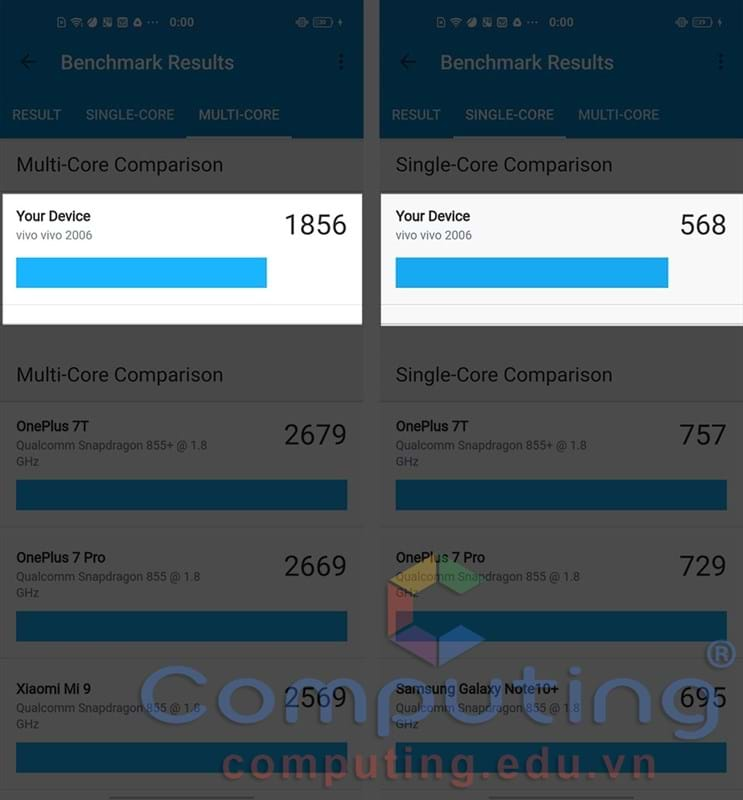 0:00
Benchmark Results
RESULT SINGLE-CORE MULTI-CORE
Multi-Core Comparison
Your Device
1856
vivo vivo 2006
Multi-Core Comparison
OnePlus 7T
2679
Qualcomm Snapdragon 855+ @ 1.8
GHz
OnePlus 7 Pro
2669
Qualcomm Snapdragon 855 @ 1.8
GHz
Xiaomi Mi 9
2569
Qualcomm Snapdragon 855 @ 1.8
GHz
0:00
Benchmark Results
RESULT SINGLE-CORE MULTI-CORE
Single-Core Comparison
Your Device
568
vivo vivo 2006
Single-Core Comparison
OnePlus 7T
757
Qualcomm Snapdragon 855+ @ 1.8
GHz
OnePlus 7 Pro
729
Qualcomm Snapdragon 855 @ 1.8
GHz
Samsung Galaxy Note10+
695
Qualcomm Snapdragon 855 @ 1.8
GHz
Computing®
computing.edu.vn